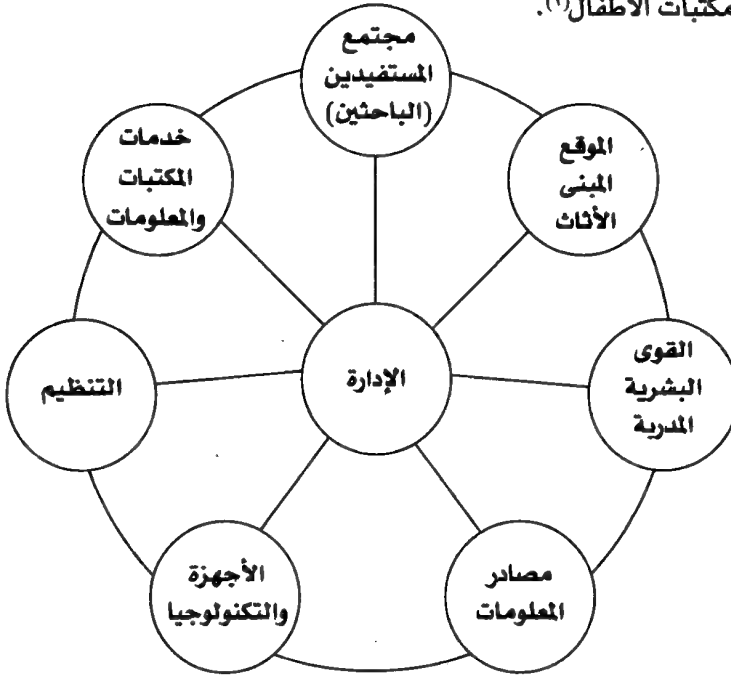 مكتبات الأطفال(١).
مجتمع
المستفيدين
(الباحثين)
الموقع
المبنى
الأثاث
القوى
البشرية
المدربة
مصادر
المعلومات
الأجهزة
والتكنولوجيا
التنظيم
خدمات
المكتبات
والمعلومات
الإدارة